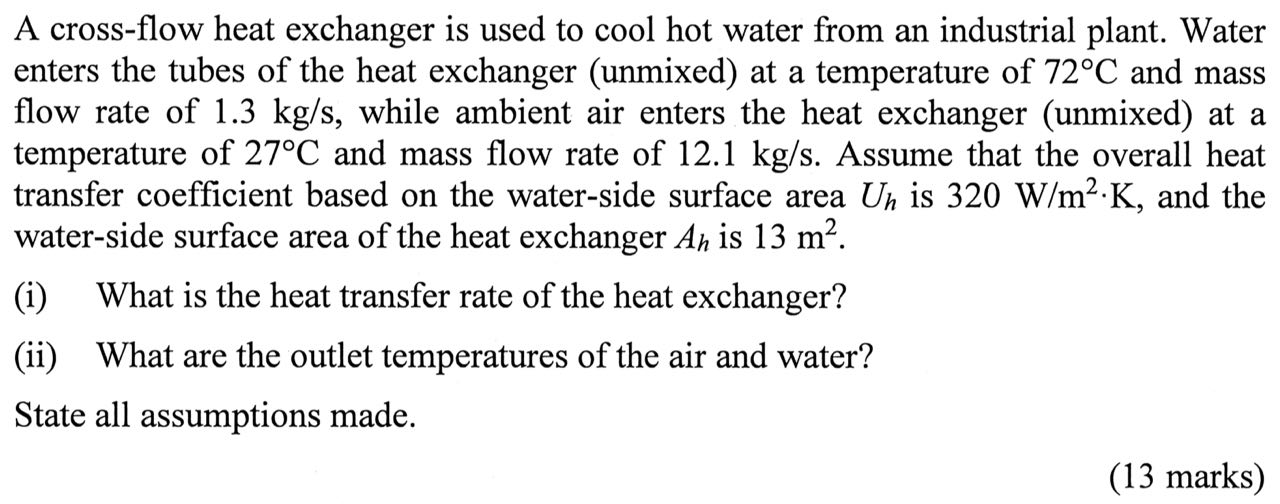 A cross-flow heat exchanger is used to cool hot water from an industrial plant. Water
enters the tubes of the heat exchanger (unmixed) at a temperature of 72°C and mass
flow rate of 1.3 kg/s, while ambient air enters the heat exchanger (unmixed) at a
temperature of 27°C and mass flow rate of 12.1 kg/s. Assume that the overall heat
transfer coefficient based on the water-side surface area Uₕ is 320 W/m²·K, and the
water-side surface area of the heat exchanger Aₕ is 13 m².
(i) What is the heat transfer rate of the heat exchanger?
(ii) What are the outlet temperatures of the air and water?
State all assumptions made.
(13 marks)